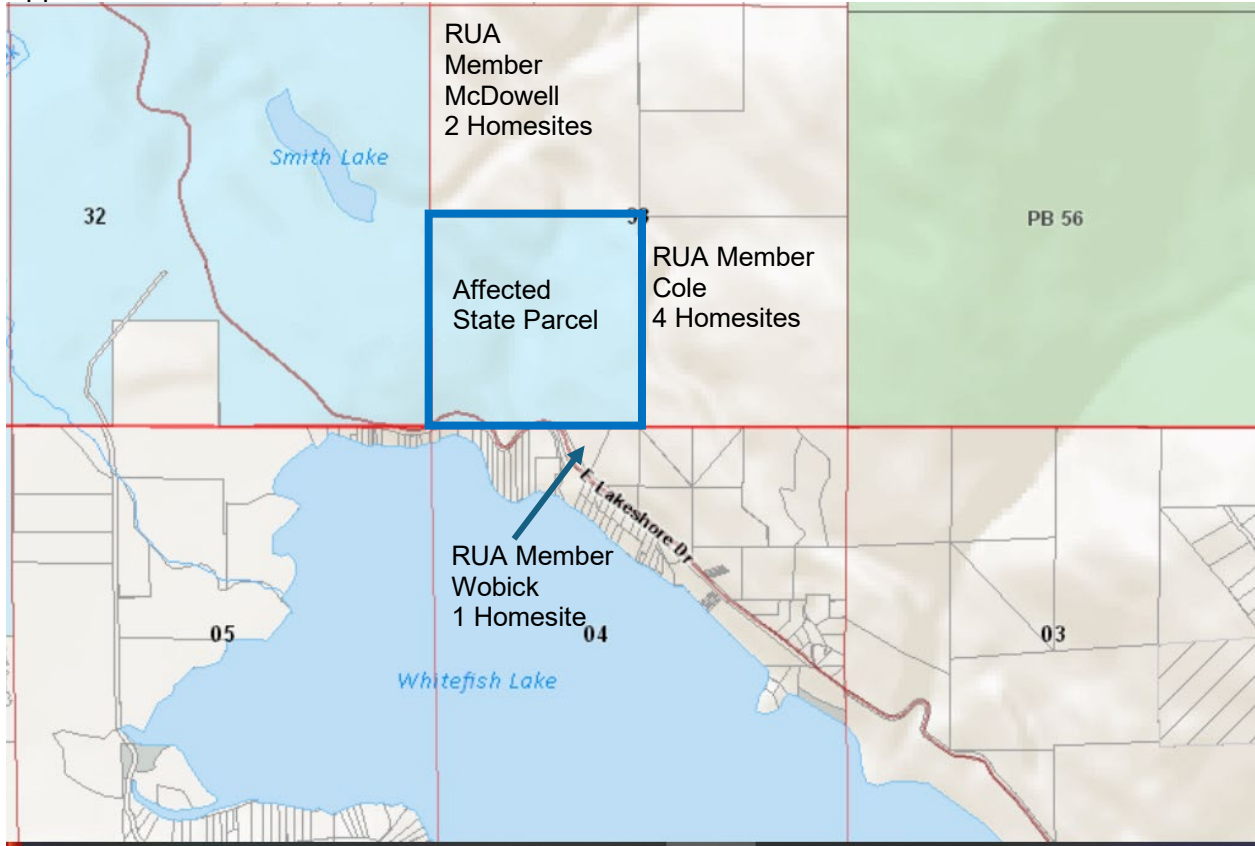 RUA
Member
McDowell
2 Homesites
Smith Lake
32
33
PB 56
Affected
State Parcel
RUA Member
Cole
4 Homesites
E Lakeshore Dr
RUA Member
Wobick
1 Homesite
05
04
03
Whitefish Lake